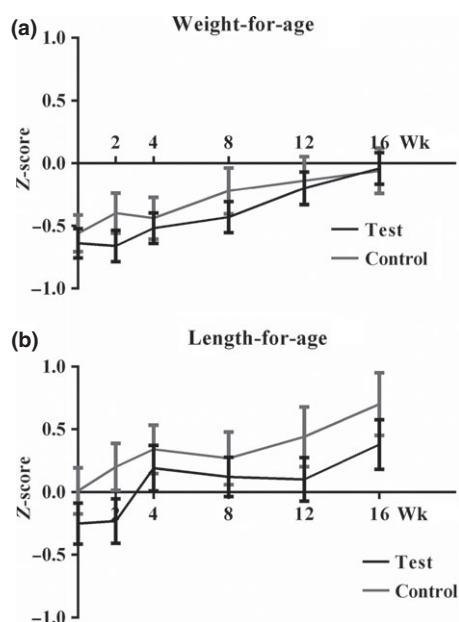 (a)
Weight-for-age
1.0
0.5
2 4 8 12 16 Wk
0.0
Z-score
−0.5
Test
Control
−1.0
(b)
Length-for-age
1.0
0.5
Z-score
0.0
2 4 8 12 16 Wk
−0.5
Test
Control
−1.0